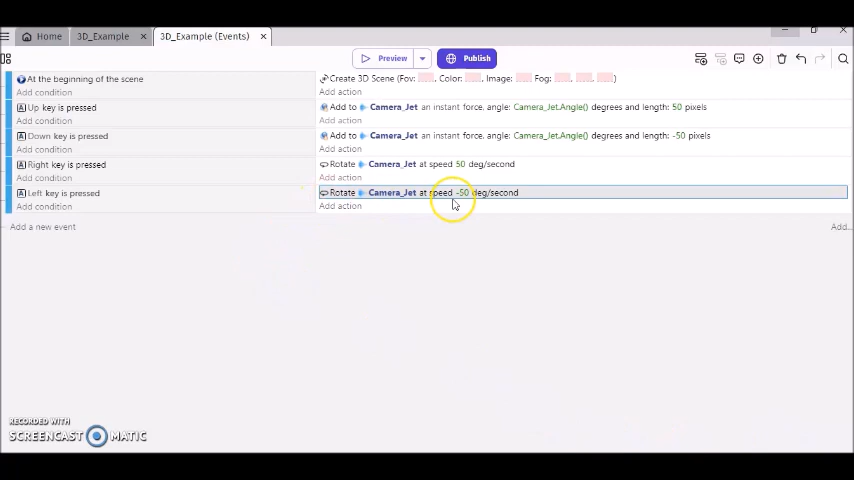 Home
3D_Example
3D_Example (Events)
Preview
Publish
At the beginning of the scene
Create 3D Scene (Fov: , Color: , Image: Fog: , , )
Add condition
Add action
Up key is pressed
Add to Camera_Jet an instant force, angle: Camera_Jet.Angle() degrees and length: 50 pixels
Add condition
Add action
Down key is pressed
Add to Camera_Jet an instant force, angle: Camera_Jet.Angle() degrees and length: -50 pixels
Add condition
Add action
Right key is pressed
Rotate Camera_Jet at speed 50 deg/second
Add condition
Add action
Left key is pressed
Rotate Camera_Jet at speed -50 deg/second
Add condition
Add action
Add a new event
Add...
RECORDED WITH
SCREENCAST MATIC